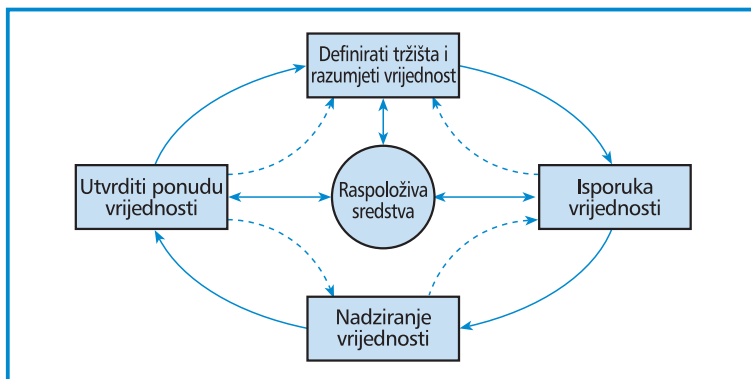 Definirati tržišta i
razumjeti vrijednost
Utvrditi ponudu
vrijednosti
Raspoloživa
sredstva
Isporuka
vrijednosti
Nadziranje
vrijednosti